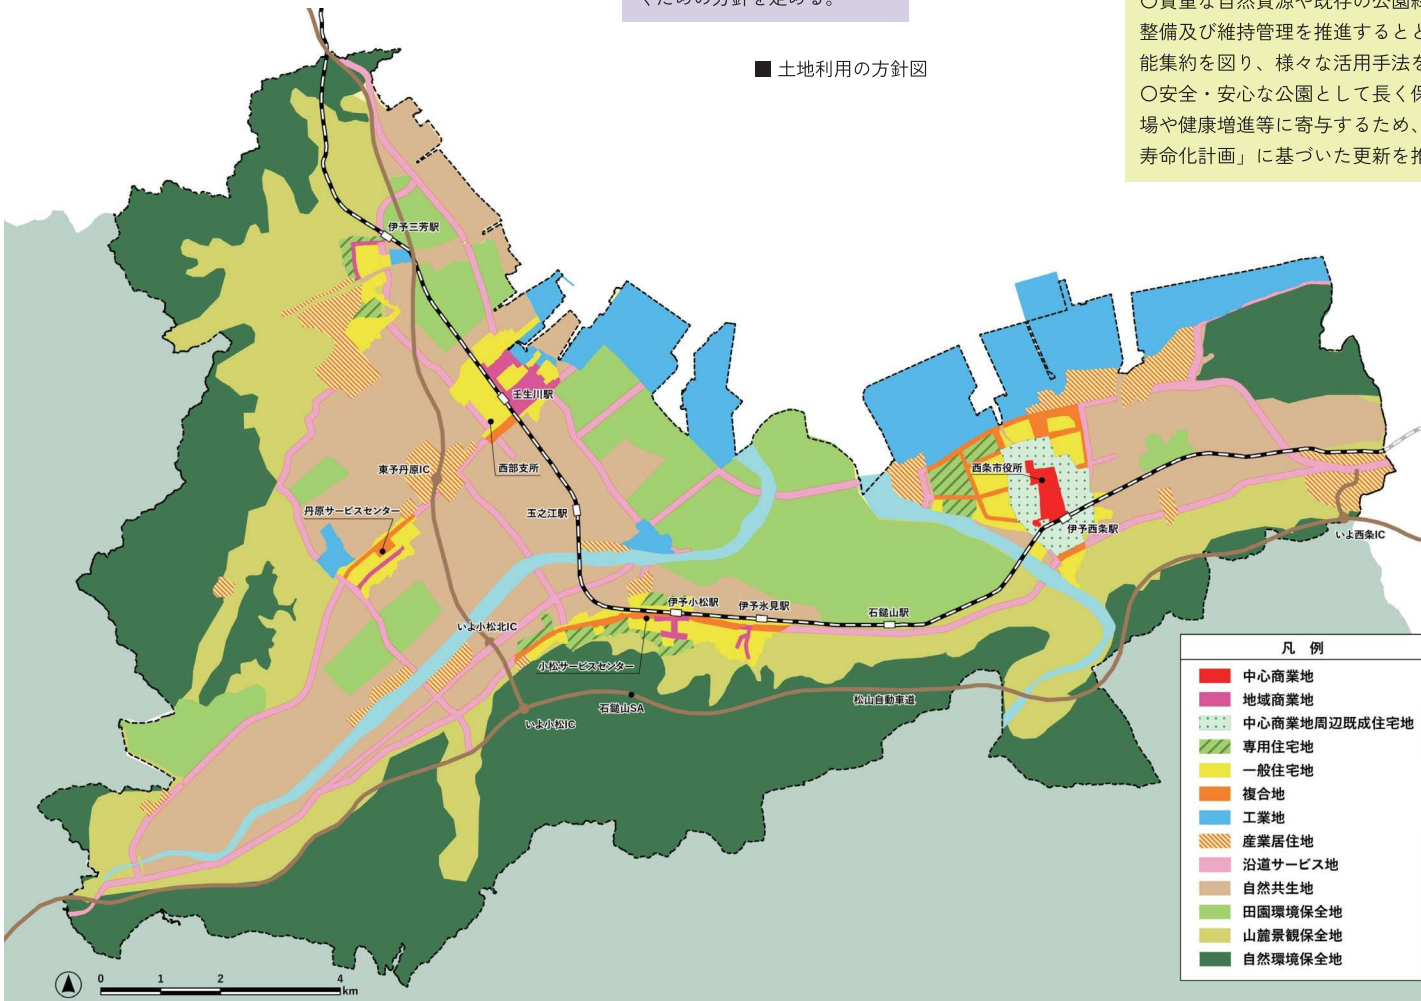 くための方針を定める。
■ 土地利用の方針図
〇貴重な自然資源や既存の公園緑
整備及び維持管理を推進するとと
能集約を図り、様々な活用手法を
〇安全・安心な公園として長く保
場や健康増進等に寄与するため、
寿命化計画」に基づいた更新を推
伊予三芳駅
壬生川駅
西部支所
東予丹原IC
丹原サービスセンター
玉之江駅
西条市役所
伊予西条駅
いよ西条IC
伊予小松駅
伊予氷見駅
石鎚山駅
いよ小松北IC
小松サービスセンター
石鎚山SA
松山自動車道
いよ小松IC
凡 例
中心商業地
地域商業地
中心商業地周辺既成住宅地
専用住宅地
一般住宅地
複合地
工業地
産業居住地
沿道サービス地
自然共生地
田園環境保全地
山麓景観保全地
自然環境保全地
0 1 2 4
km